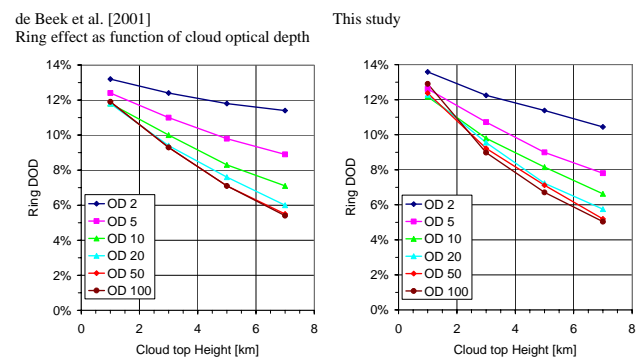 de Beek et al. [2001]
Ring effect as function of cloud optical depth
14%
12%
10%
8%
6%
4%
2%
0%
Ring DOD
OD 2
OD 5
OD 10
OD 20
OD 50
OD 100
0 2 4 6 8
Cloud top Height [km]
This study
14%
12%
10%
8%
6%
4%
2%
0%
Ring DOD
OD 2
OD 5
OD 10
OD 20
OD 50
OD 100
0 2 4 6 8
Cloud top Height [km]